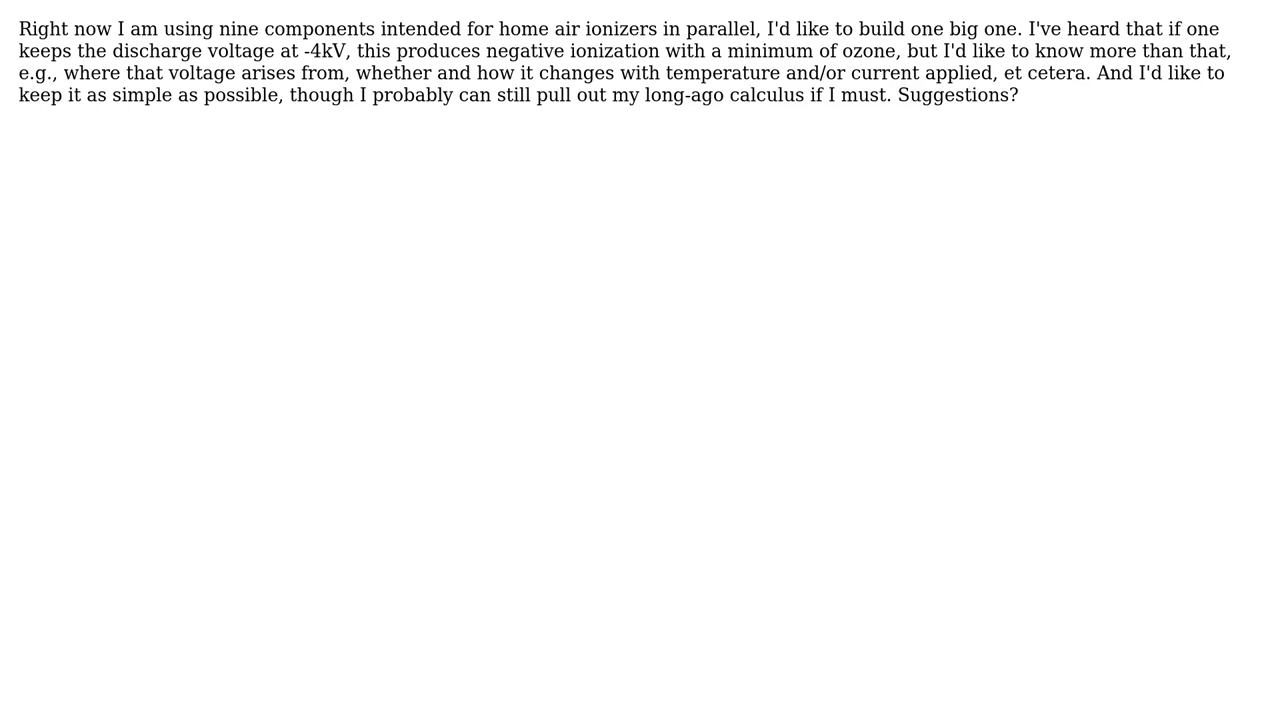 Right now I am using nine components intended for home air ionizers in parallel, I'd like to build one big one. I've heard that if one
keeps the discharge voltage at -4kV, this produces negative ionization with a minimum of ozone, but I'd like to know more than that,
e.g., where that voltage arises from, whether and how it changes with temperature and/or current applied, et cetera. And I'd like to
keep it as simple as possible, though I probably can still pull out my long-ago calculus if I must. Suggestions?